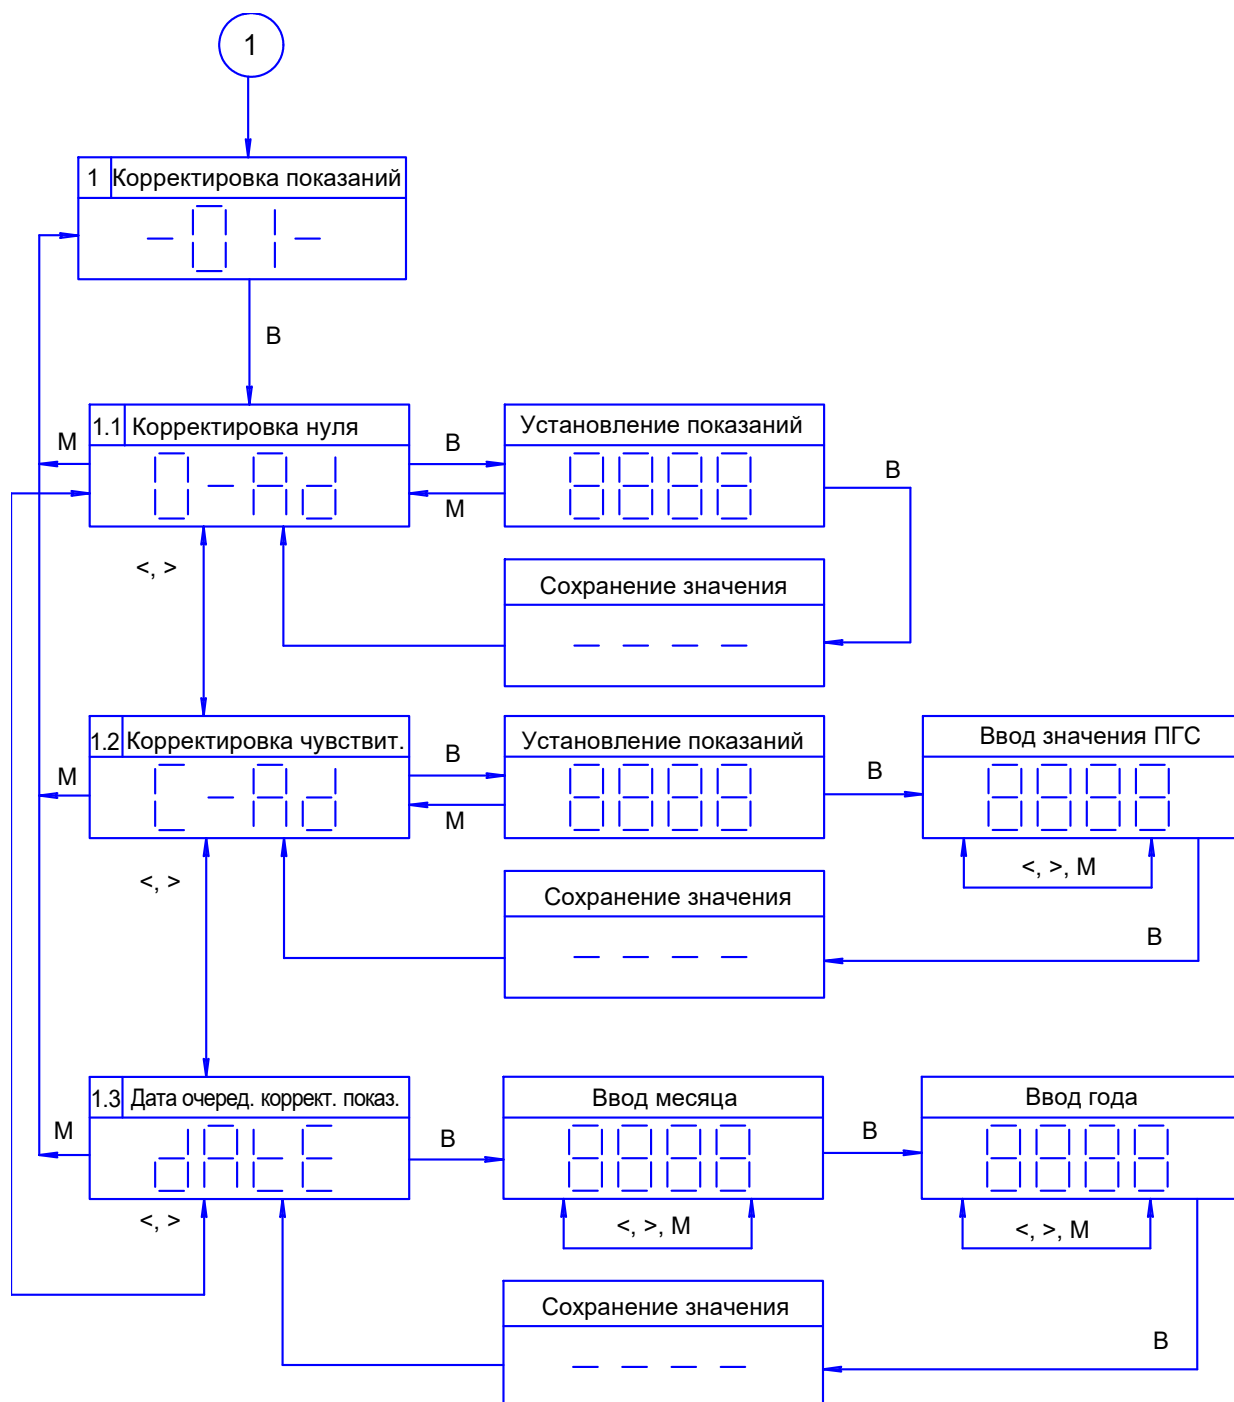 1
1 Корректировка показаний
-01-
В
1.1 Корректировка нуля
0-Ad
М
В
М
Установление показаний
8888
В
<, >
Сохранение значения
- - - -
1.2 Корректировка чувствит.
C-Ad
М
В
М
Установление показаний
8888
В
Ввод значения ПГС
8888
<, >, М
<, >
Сохранение значения
- - - -
В
1.3 Дата очеред. коррект. показ.
dAtE
М
В
Ввод месяца
8888
<, >, М
В
Ввод года
8888
<, >, М
<, >
Сохранение значения
- - - -
В